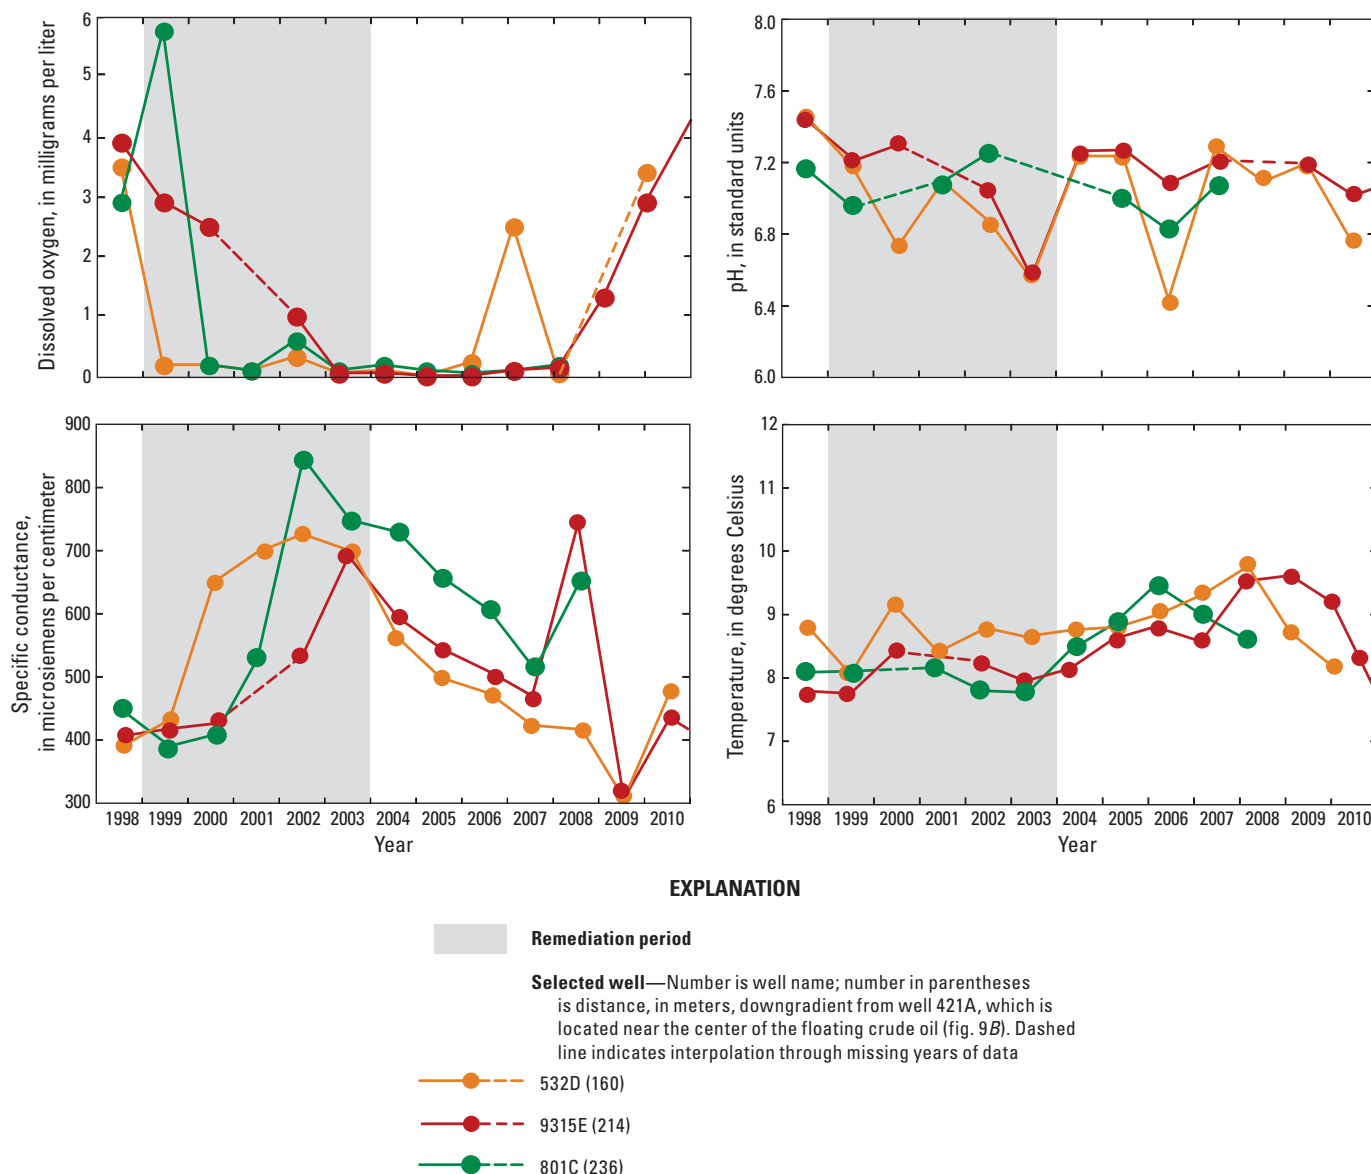 Dissolved oxygen, in milligrams per liter
6
5
4
3
2
1
0
pH, in standard units
8.0
7.6
7.2
6.8
6.4
6.0
Specific conductance,
in microsiemens per centimeter
900
800
700
600
500
400
300
1998 1999 2000 2001 2002 2003 2004 2005 2006 2007 2008 2009 2010
Year
Temperature, in degrees Celsius
12
11
10
9
8
7
6
1998 1999 2000 2001 2002 2003 2004 2005 2006 2007 2008 2009 2010
Year
EXPLANATION
Remediation period
Selected well—Number is well name; number in parentheses
is distance, in meters, downgradient from well 421A, which is
located near the center of the floating crude oil (fig. 9B). Dashed
line indicates interpolation through missing years of data
532D (160)
9315E (214)
801C (236)